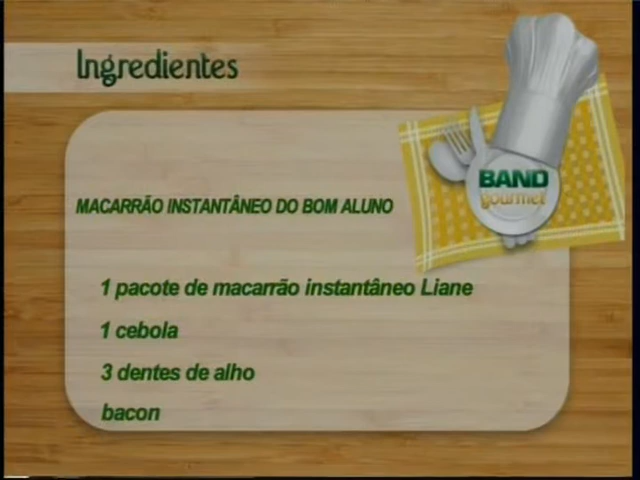 Ingredientes
BAND
gourmet
MACARRÃO INSTANTÂNEO DO BOM ALUNO
1 pacote de macarrão instantâneo Liane
1 cebola
3 dentes de alho
bacon